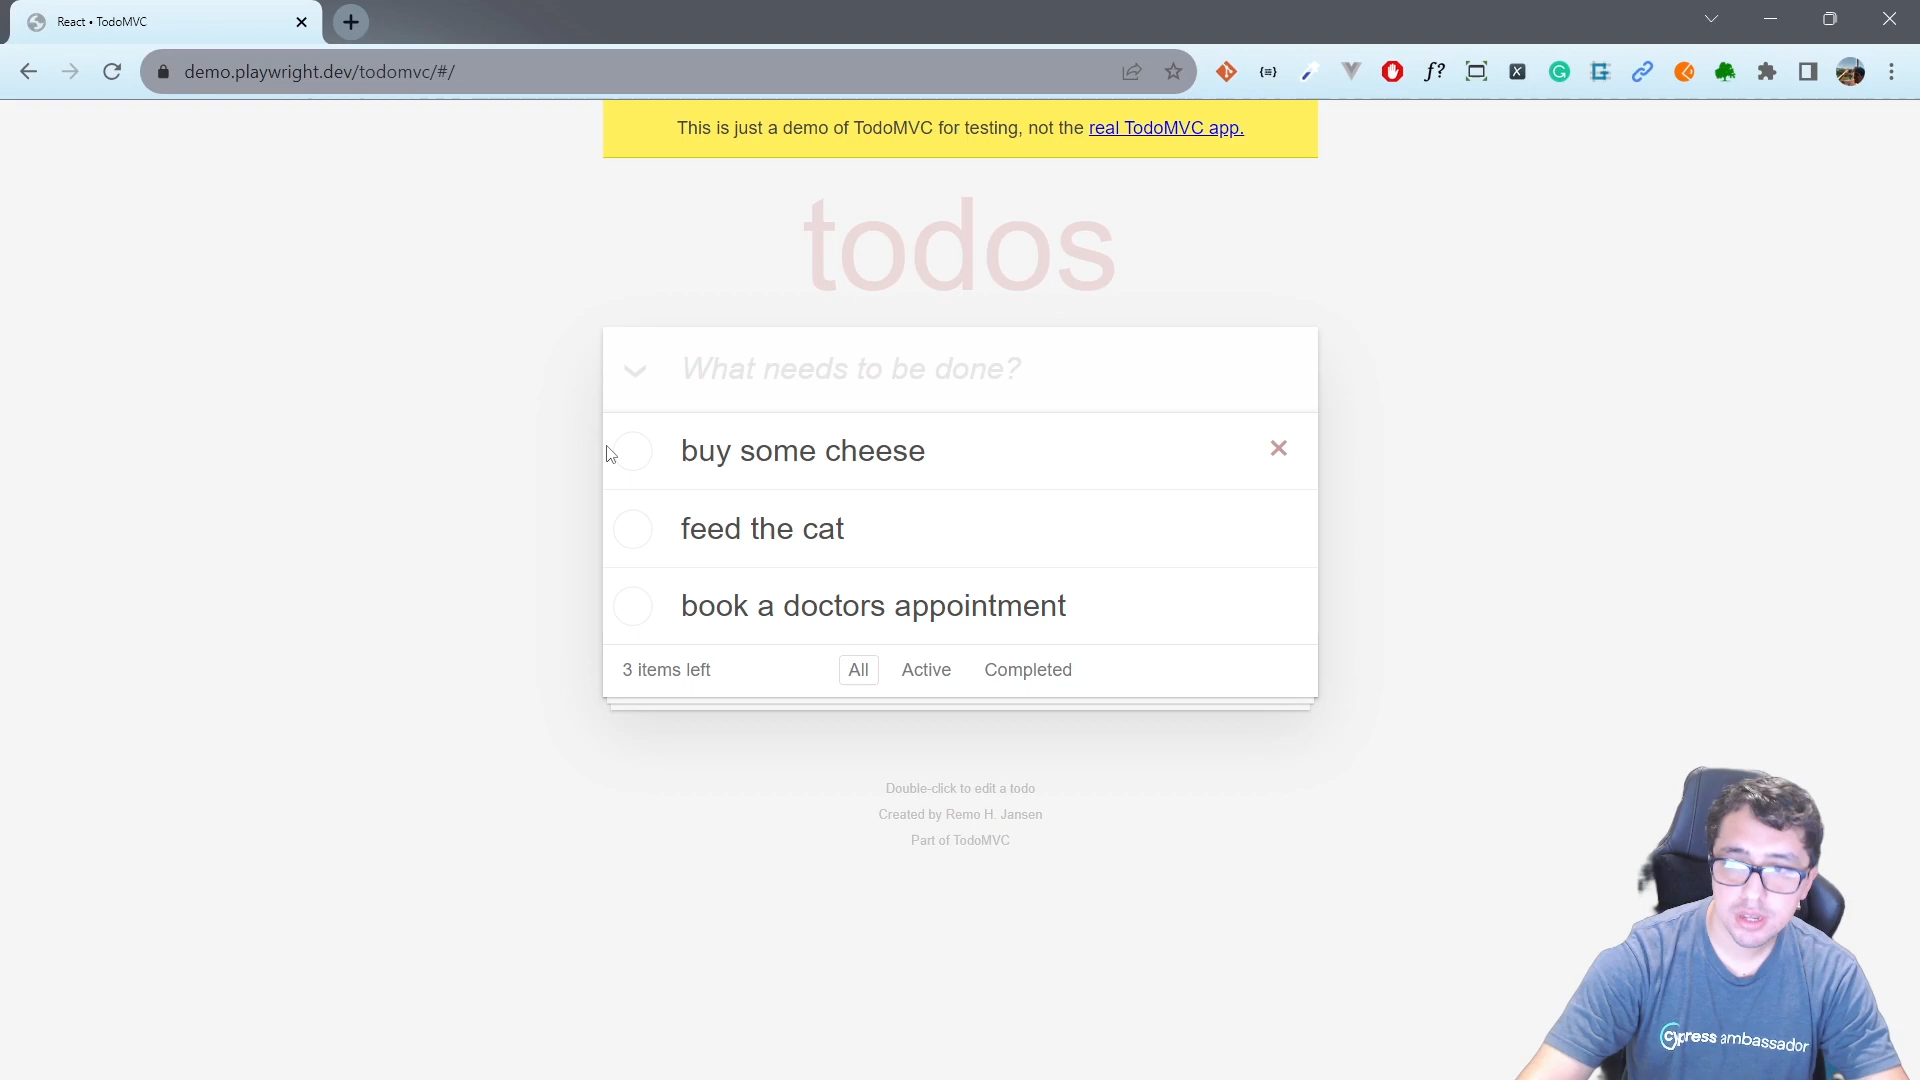 React • TodoMVC
demo.playwright.dev/todomvc/#/
This is just a demo of TodoMVC for testing, not the real TodoMVC app.
todos
What needs to be done?
buy some cheese
feed the cat
book a doctors appointment
3 items left All Active Completed
Double-click to edit a todo
Created by Remo H. Jansen
Part of TodoMVC
cypress ambassador